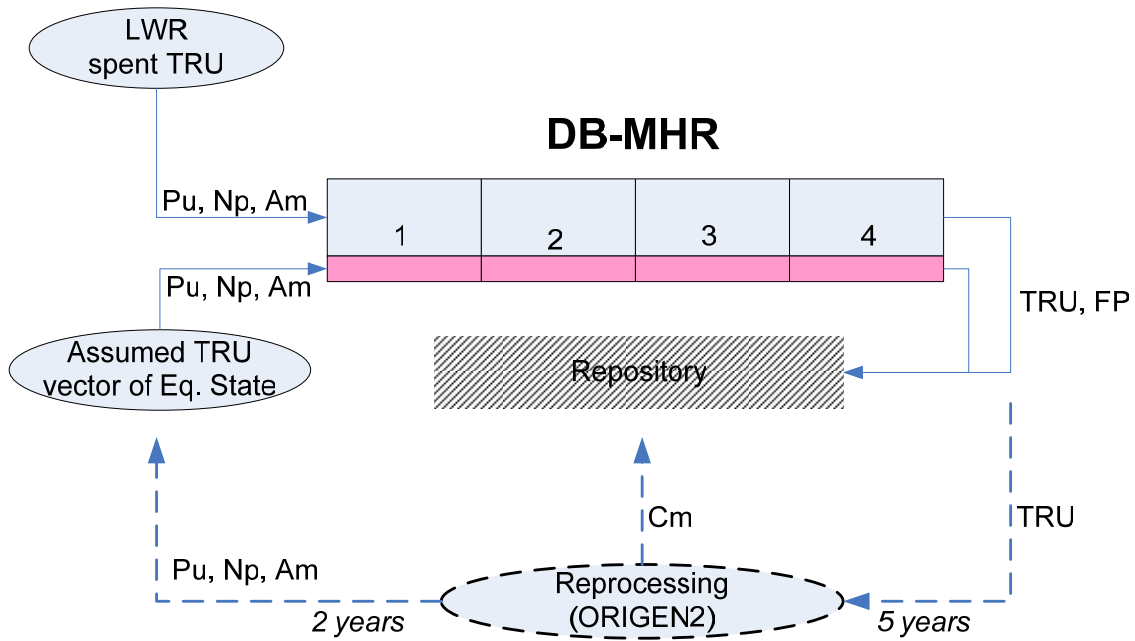 LWR
spent TRU
DB-MHR
Pu, Np, Am
1 2 3 4
Pu, Np, Am
TRU, FP
Assumed TRU
vector of Eq. State
Repository
Cm
TRU
Pu, Np, Am
Reprocessing
(ORIGEN2)
2 years
5 years